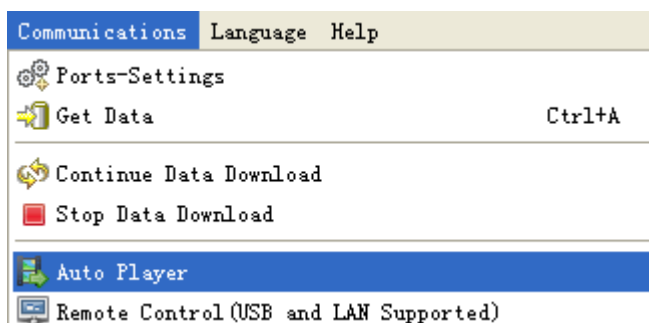 Communications Language Help
Ports-Settings
Get Data Ctrl+A
Continue Data Download
Stop Data Download
Auto Player
Remote Control(USB and LAN Supported)